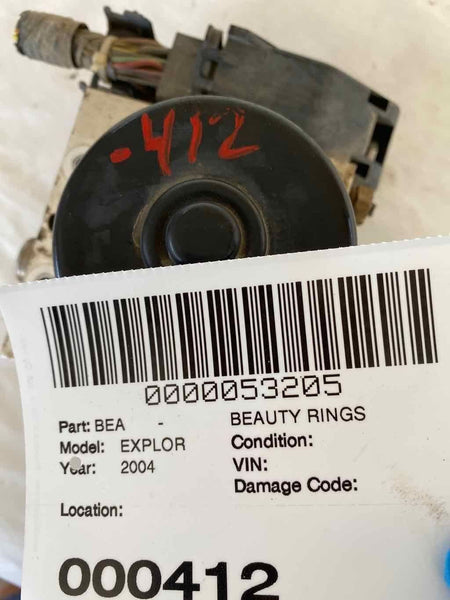 -412
0000053205
Part: BEA - BEAUTY RINGS
Model: EXPLOR Condition:
Year: 2004 VIN:
Damage Code:
Location:
000412